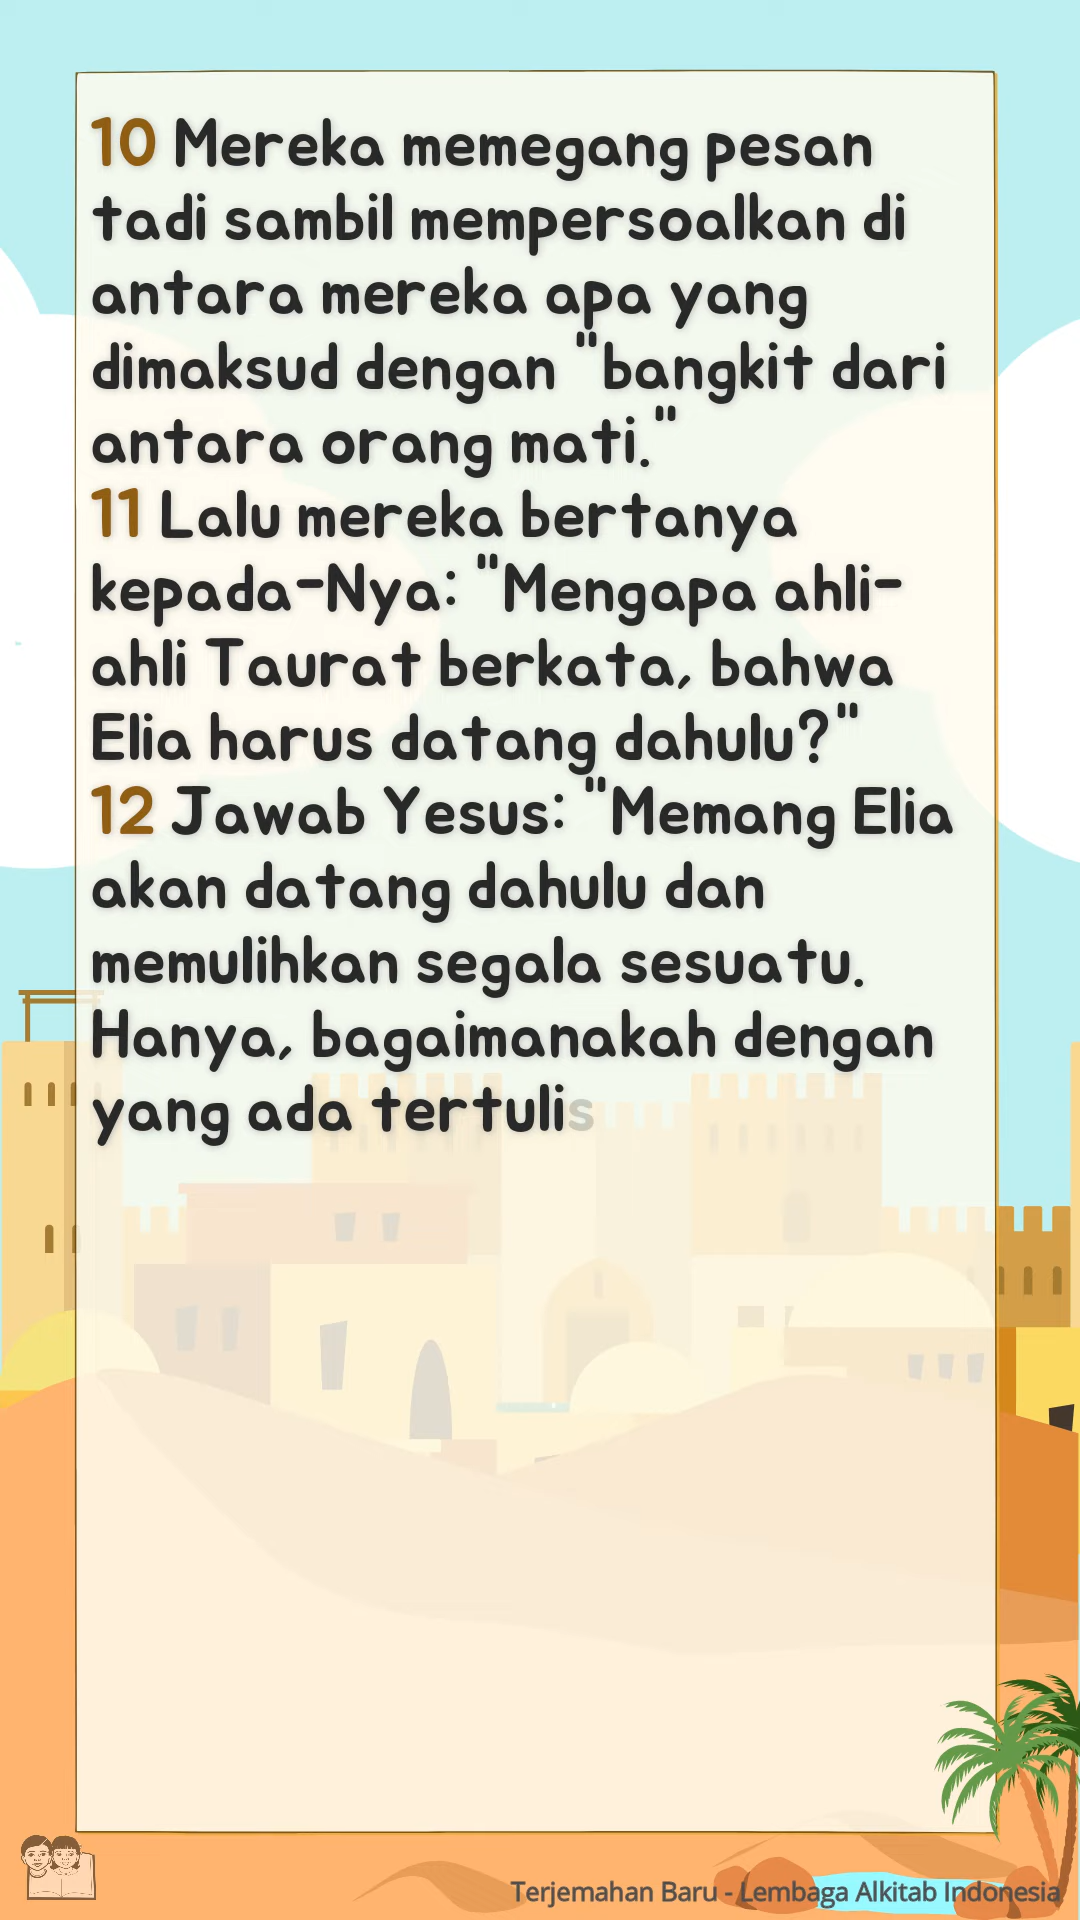 10 Mereka memegang pesan
tadi sambil mempersoalkan di
antara mereka apa yang
dimaksud dengan "bangkit dari
antara orang mati."
11 Lalu mereka bertanya
kepada-Nya: "Mengapa ahli-
ahli Taurat berkata, bahwa
Elia harus datang dahulu?"
12 Jawab Yesus: "Memang Elia
akan datang dahulu dan
memulihkan segala sesuatu.
Hanya, bagaimanakah dengan
yang ada tertulis
Terjemahan Baru - Lembaga Alkitab Indonesia